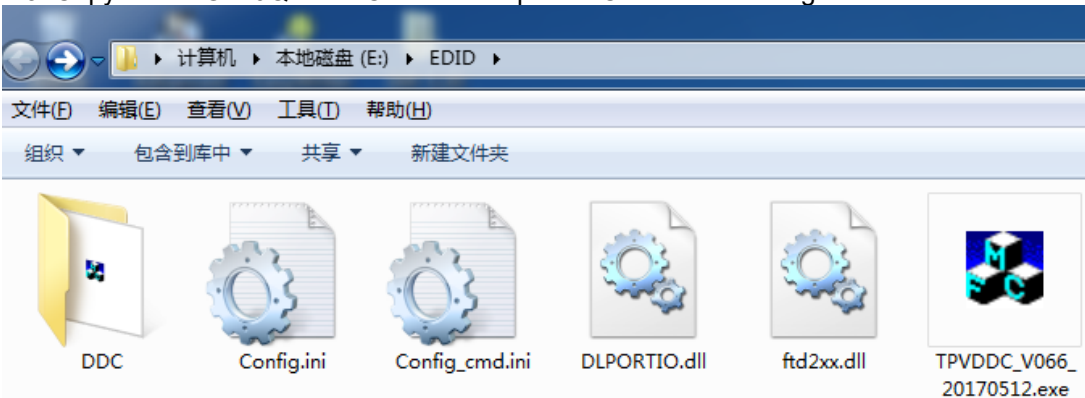 计算机 ▸ 本地磁盘 (E:) ▸ EDID ▸
文件(F) 编辑(E) 查看(V) 工具(T) 帮助(H)
组织 ▼ 包含到库中 ▼ 共享 ▼ 新建文件夹
M
F C
DDC Config.ini Config_cmd.ini DLPORTIO.dll ftd2xx.dll TPVDDC_V066_
20170512.exe